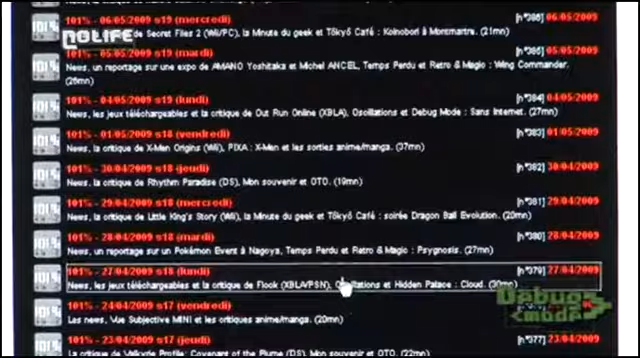 101% - 06/05/2009 s19 (mercredi) [n°386] 06/05/2009
NOLIFE de Secret Files 2 (Wii/PC), la Minute du geek et Tôkyô Café : Koinobori à Montmartre. (21mn)
101% - 05/05/2009 s19 (mardi) [n°385] 05/05/2009
News, un reportage sur une expo de AMANO Yoshitaka et Michel ANCEL, Temps Perdu et Retro & Magic : Wing Commander.
(26mn)
101% - 04/05/2009 s19 (lundi) [n°384] 04/05/2009
News, les jeux téléchargeables et la critique de Out Run Online (XBLA), Oscillations et Debug Mode : Sans Internet. (27mn)
101% - 01/05/2009 s18 (vendredi) [n°383] 01/05/2009
News, la critique de X-Men Origins (Wii), PIXA : X-Men et les sorties anime/manga. (37mn)
101% - 30/04/2009 s18 (jeudi) [n°382] 30/04/2009
News, la critique de Rhythm Paradise (DS), Mon souvenir et OTO. (19mn)
101% - 29/04/2009 s18 (mercredi) [n°381] 29/04/2009
News, la critique de Little King's Story (Wii), la Minute du geek et Tôkyô Café : soirée Dragon Ball Evolution. (20mn)
101% - 28/04/2009 s18 (mardi) [n°380] 28/04/2009
News, un reportage sur un Pokémon Event à Nagoya, Temps Perdu et Retro & Magic : Psygnosis. (27mn)
101% - 27/04/2009 s18 (lundi) [n°379] 27/04/2009
News, les jeux téléchargeables et la critique de Flock (XBLA/PSN), Oscillations et Hidden Palace : Cloud. (30mn)
101% - 24/04/2009 s17 (vendredi)
Les news, Vue Subjective MINI et les critiques anime/manga. (20mn)
Debug mode
101% - 23/04/2009 s17 (jeudi) [n°377] 23/04/2009
La critique de Valkyrie Profile: Covenant of the Plume (DS), Mon souvenir et OTO. (22mn)